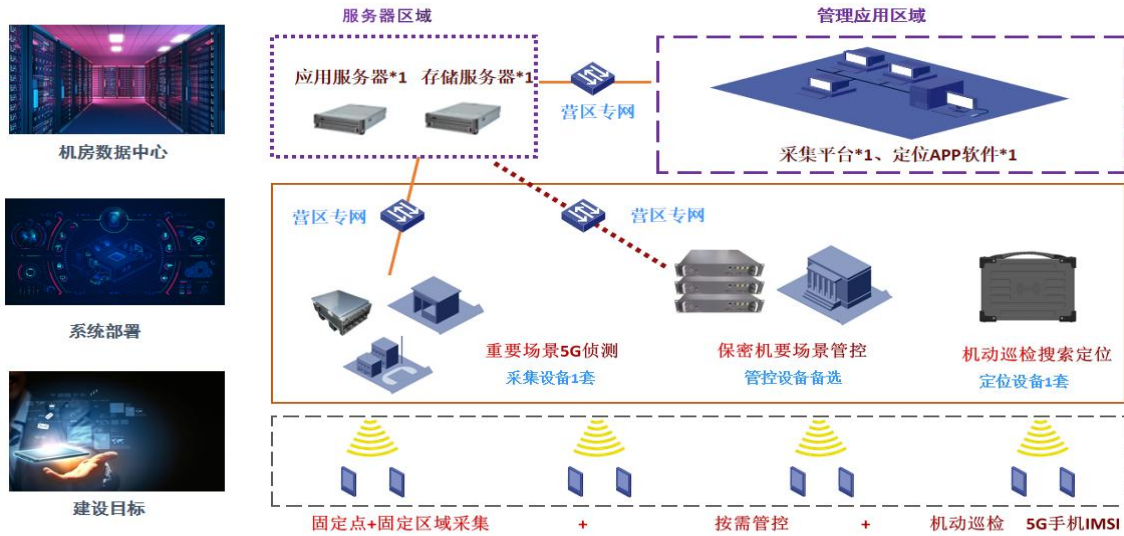 服务器区域
管理应用区域
应用服务器*1 存储服务器*1
营区专网
采集平台*1、定位APP软件*1
机房数据中心
营区专网
营区专网
系统部署
重要场景5G侦测
采集设备1套
保密机要场景管控
管控设备备选
机动巡检搜索定位
定位设备1套
建设目标
固定点+固定区域采集 + 按需管控 + 机动巡检 5G手机IMSI